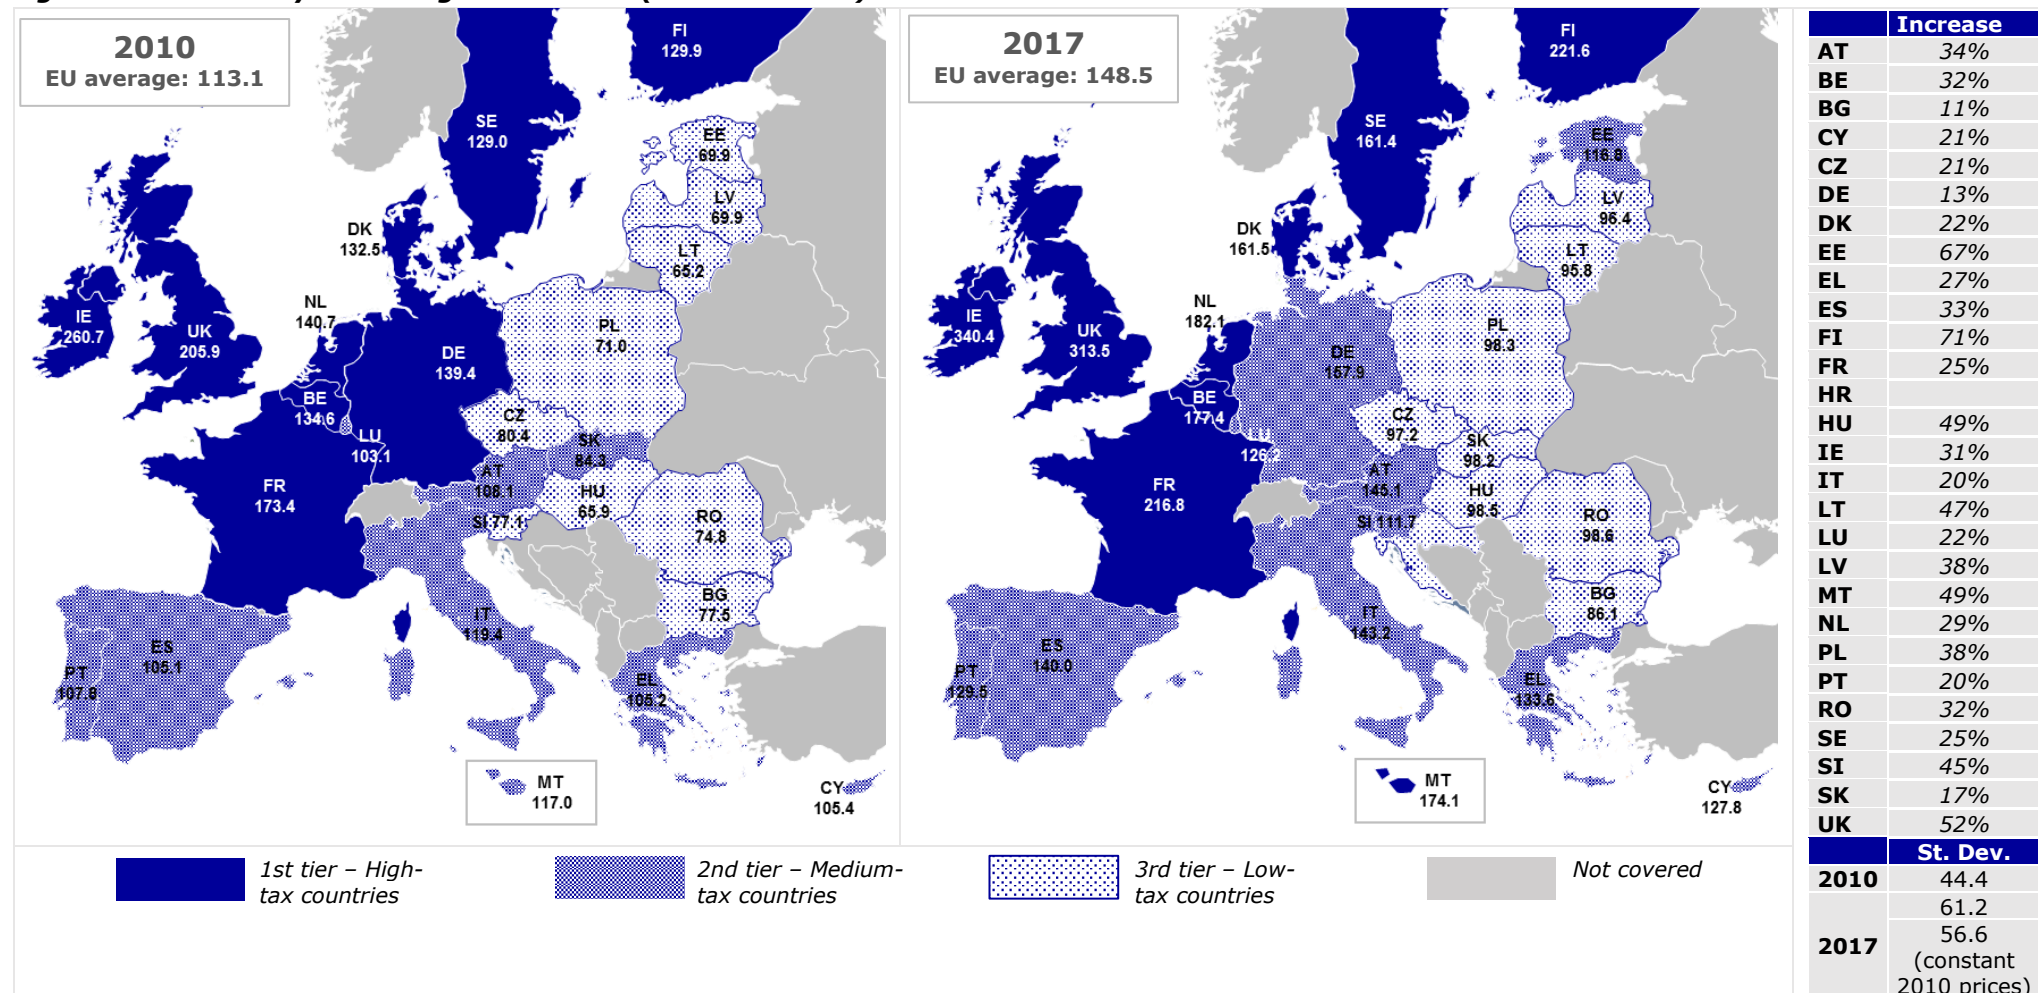 2010
EU average: 113.1
FI
129.9
SE
129.0
EE
69.9
LV
69.9
DK
132.5
LT
65.2
NL
140.7
IE
260.7
UK
205.9
PL
71.0
DE
139.4
BE
134.6
CZ
80.4
LU
103.1
SK
84.3
AT
108.1
FR
173.4
HU
65.9
SI 77.1
RO
74.8
BG
77.5
IT
119.4
ES
105.1
PT
107.8
EL
105.2
MT
117.0
CY
105.4
2017
EU average: 148.5
FI
221.6
SE
161.4
EE
116.8
LV
96.4
DK
161.5
LT
95.8
NL
182.1
IE
340.4
UK
313.5
PL
98.3
DE
157.9
BE
177.4
CZ
97.2
LU
126.2
SK
98.2
AT
145.1
FR
216.8
HU
98.5
SI 111.7
RO
98.6
BG
86.1
IT
143.2
ES
140.0
PT
129.5
EL
133.6
MT
174.1
CY
127.8
1st tier – High-
tax countries
2nd tier – Medium-
tax countries
3rd tier – Low-
tax countries
Not covered
Increase
AT 34%
BE 32%
BG 11%
CY 21%
CZ 21%
DE 13%
DK 22%
EE 67%
EL 27%
ES 33%
FI 71%
FR 25%
HR
HU 49%
IE 31%
IT 20%
LT 47%
LU 22%
LV 38%
MT 49%
NL 29%
PL 38%
PT 20%
RO 32%
SE 25%
SI 45%
SK 17%
UK 52%
St. Dev.
2010 44.4
2017 61.2
56.6
(constant
2010 prices)